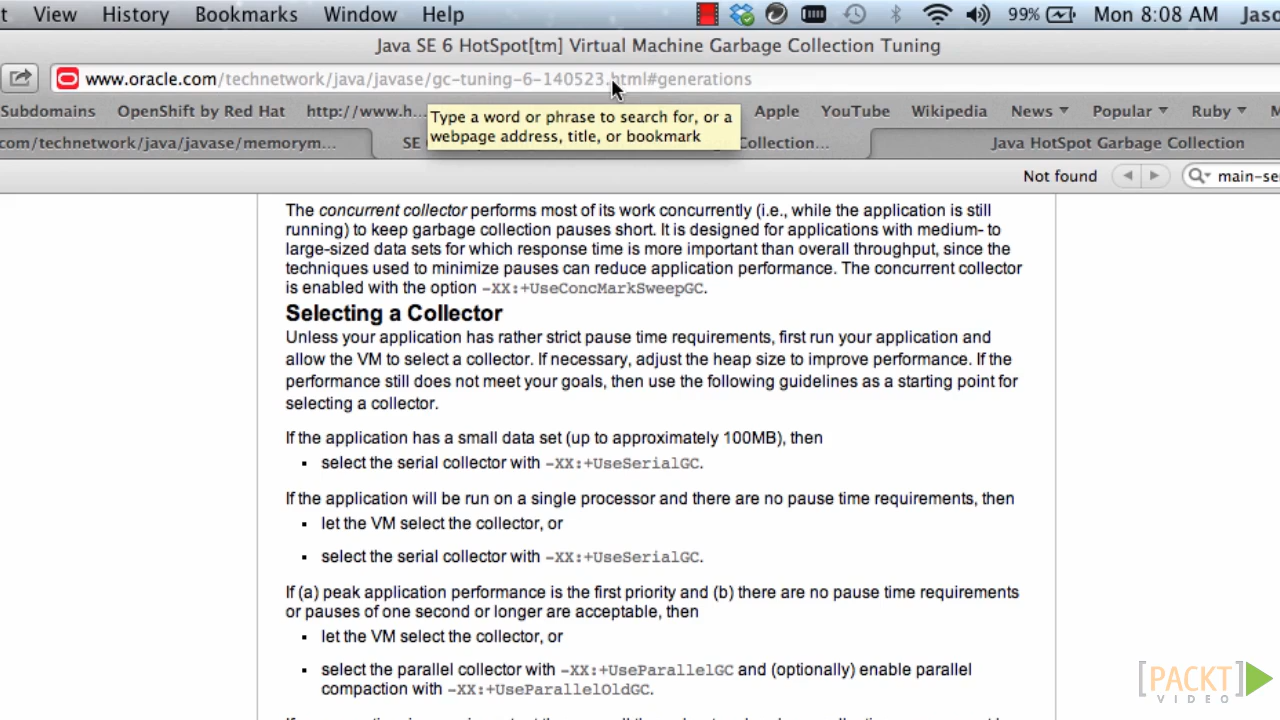 t View History Bookmarks Window Help 99% Mon 8:08 AM Jaso
Java SE 6 HotSpot[tm] Virtual Machine Garbage Collection Tuning
www.oracle.com/technetwork/java/javase/gc-tuning-6-140523.html#generations
Subdomains OpenShift by Red Hat http://www.h... Apple YouTube Wikipedia News Popular Ruby M
Type a word or phrase to search for, or a
webpage address, title, or bookmark
com/technetwork/java/javase/memorym... SE Collection... Java HotSpot Garbage Collection
Not found main-se
The concurrent collector performs most of its work concurrently (i.e., while the application is still
running) to keep garbage collection pauses short. It is designed for applications with medium- to
large-sized data sets for which response time is more important than overall throughput, since the
techniques used to minimize pauses can reduce application performance. The concurrent collector
is enabled with the option -XX:+UseConcMarkSweepGC.
Selecting a Collector
Unless your application has rather strict pause time requirements, first run your application and
allow the VM to select a collector. If necessary, adjust the heap size to improve performance. If the
performance still does not meet your goals, then use the following guidelines as a starting point for
selecting a collector.
If the application has a small data set (up to approximately 100MB), then
▪ select the serial collector with -XX:+UseSerialGC.
If the application will be run on a single processor and there are no pause time requirements, then
▪ let the VM select the collector, or
▪ select the serial collector with -XX:+UseSerialGC.
If (a) peak application performance is the first priority and (b) there are no pause time requirements
or pauses of one second or longer are acceptable, then
▪ let the VM select the collector, or
▪ select the parallel collector with -XX:+UseParallelGC and (optionally) enable parallel
compaction with -XX:+UseParallelOldGC.
[PACKT]
VIDEO